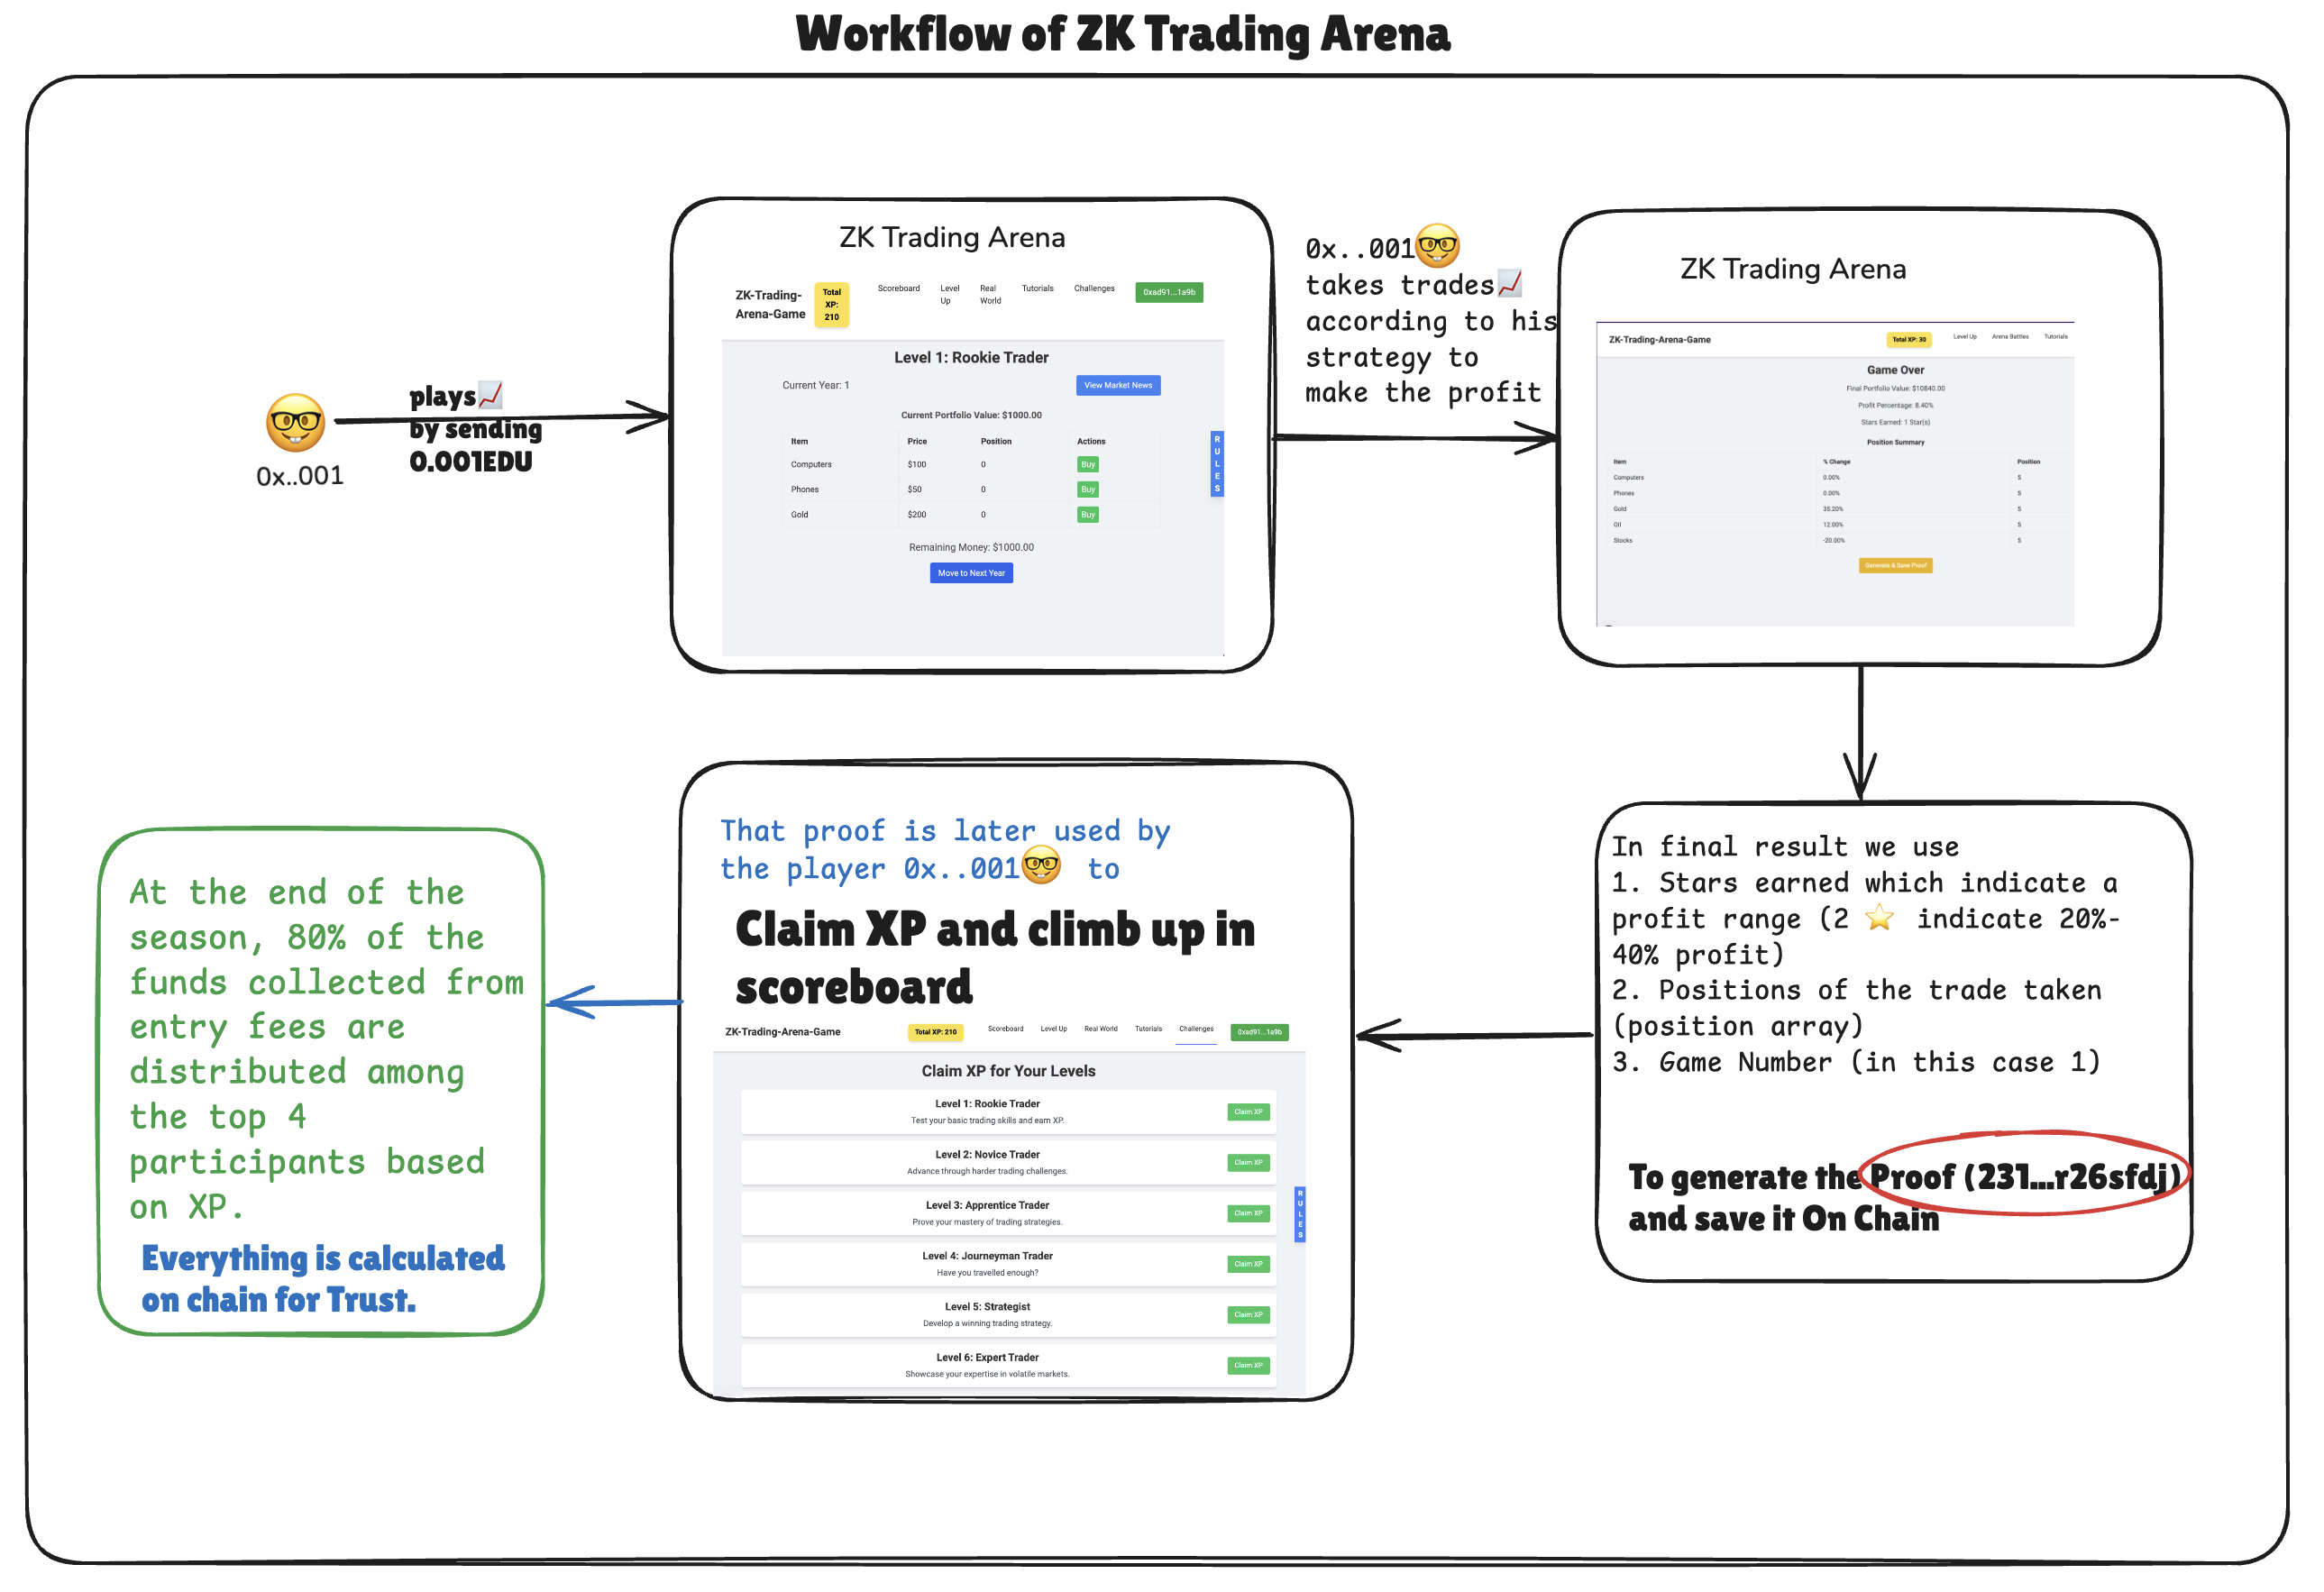 Workflow of ZK Trading Arena
0x..001
plays📈
by sending
0.001EDU
ZK Trading Arena
ZK-Trading-
Arena-Game
Total
XP:
210
Scoreboard
Level
Up
Real
World
Tutorials
Challenges
0xad91...1a9b
Level 1: Rookie Trader
Current Year: 1
View Market News
Current Portfolio Value: $1000.00
Item Price Position Actions
Computers $100 0 Buy
Phones $50 0 Buy
Gold $200 0 Buy
Remaining Money: $1000.00
Move to Next Year
RULES
0x..001🤓
takes trades📈
according to his
strategy to
make the profit
ZK Trading Arena
ZK-Trading-Arena-Game
Total XP: 30
Level Up
Arena Battles
Tutorials
Game Over
Final Portfolio Value: $10840.00
Profit Percentage: 8.40%
Stars Earned: 1 Star(s)
Position Summary
Item % Change Position
Computers 0.00% 5
Phones 0.00% 5
Gold 35.20% 5
Oil 12.00% 5
Stocks -20.00% 5
Generate & Save Proof
In final result we use
1. Stars earned which indicate a
profit range (2 ⭐ indicate 20%-
40% profit)
2. Positions of the trade taken
(position array)
3. Game Number (in this case 1)
To generate the Proof (231...r26sfdj)
and save it On Chain
That proof is later used by
the player 0x..001🤓 to
Claim XP and climb up in
scoreboard
ZK-Trading-Arena-Game
Total XP: 210
Scoreboard
Level Up
Real World
Tutorials
Challenges
0xad91...1a9b
Claim XP for Your Levels
Level 1: Rookie Trader
Test your basic trading skills and earn XP.
Claim XP
Level 2: Novice Trader
Advance through harder trading challenges.
Claim XP
Level 3: Apprentice Trader
Prove your mastery of trading strategies.
Claim XP
Level 4: Journeyman Trader
Have you travelled enough?
Claim XP
Level 5: Strategist
Develop a winning trading strategy.
Claim XP
Level 6: Expert Trader
Showcase your expertise in volatile markets.
Claim XP
RULES
At the end of the
season, 80% of the
funds collected from
entry fees are
distributed among
the top 4
participants based
on XP.
Everything is calculated
on chain for Trust.